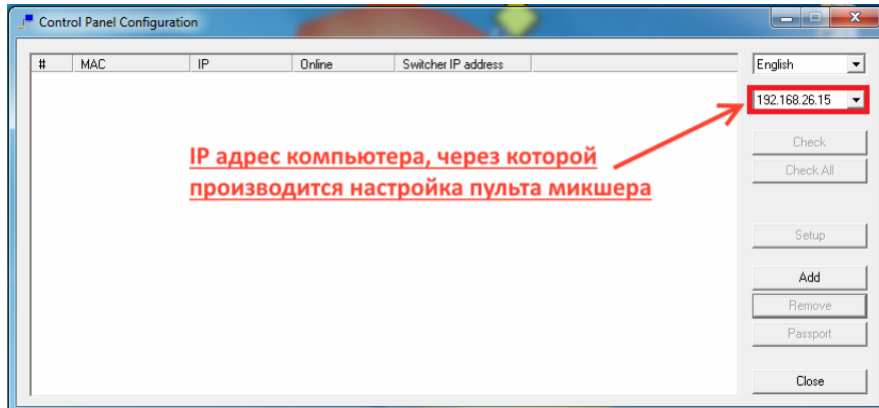 Control Panel Configuration
# MAC IP Online Switcher IP address
English
192.168.26.15
Check
IP адрес компьютера, через которой
производится настройка пульта микшера
Check All
Setup
Add
Remove
Passport
Close